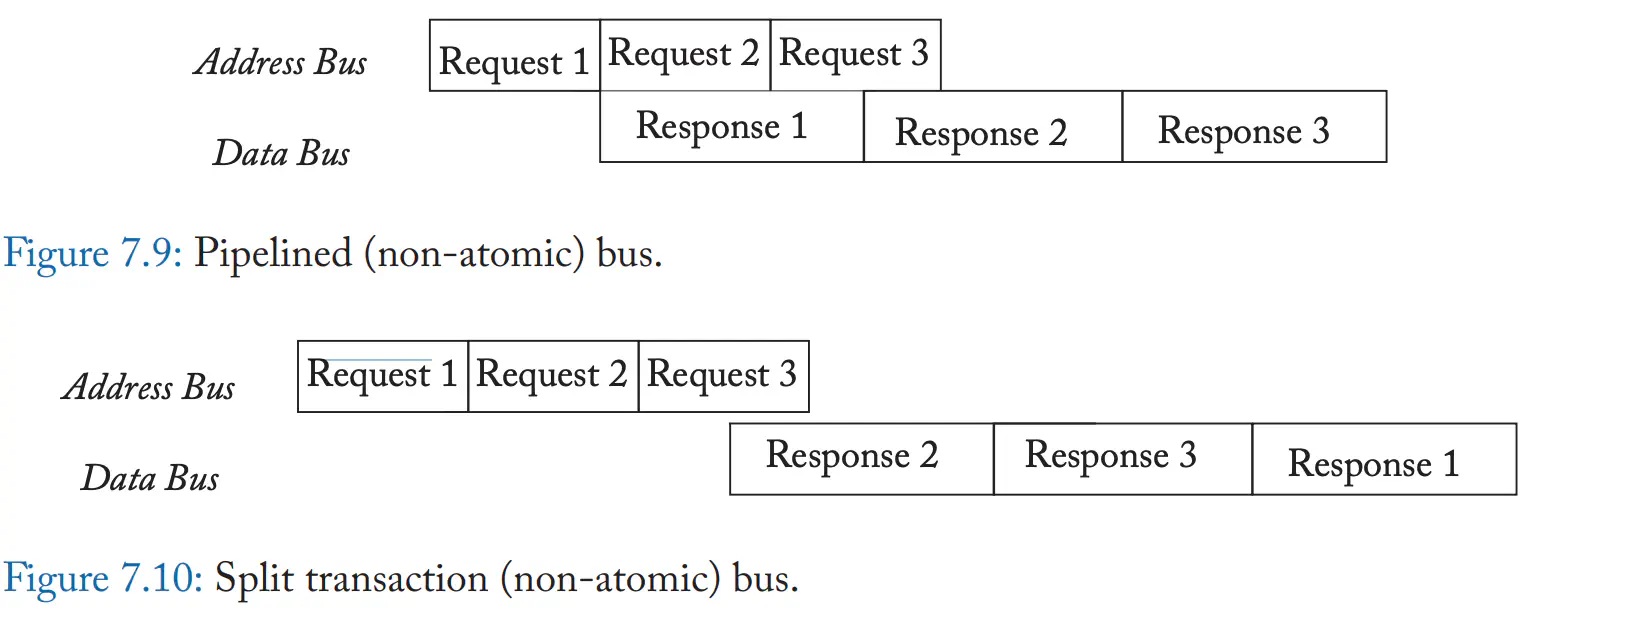 Address Bus Request 1 Request 2 Request 3
Data Bus Response 1 Response 2 Response 3
Figure 7.9: Pipelined (non-atomic) bus.
Address Bus Request 1 Request 2 Request 3
Data Bus Response 2 Response 3 Response 1
Figure 7.10: Split transaction (non-atomic) bus.